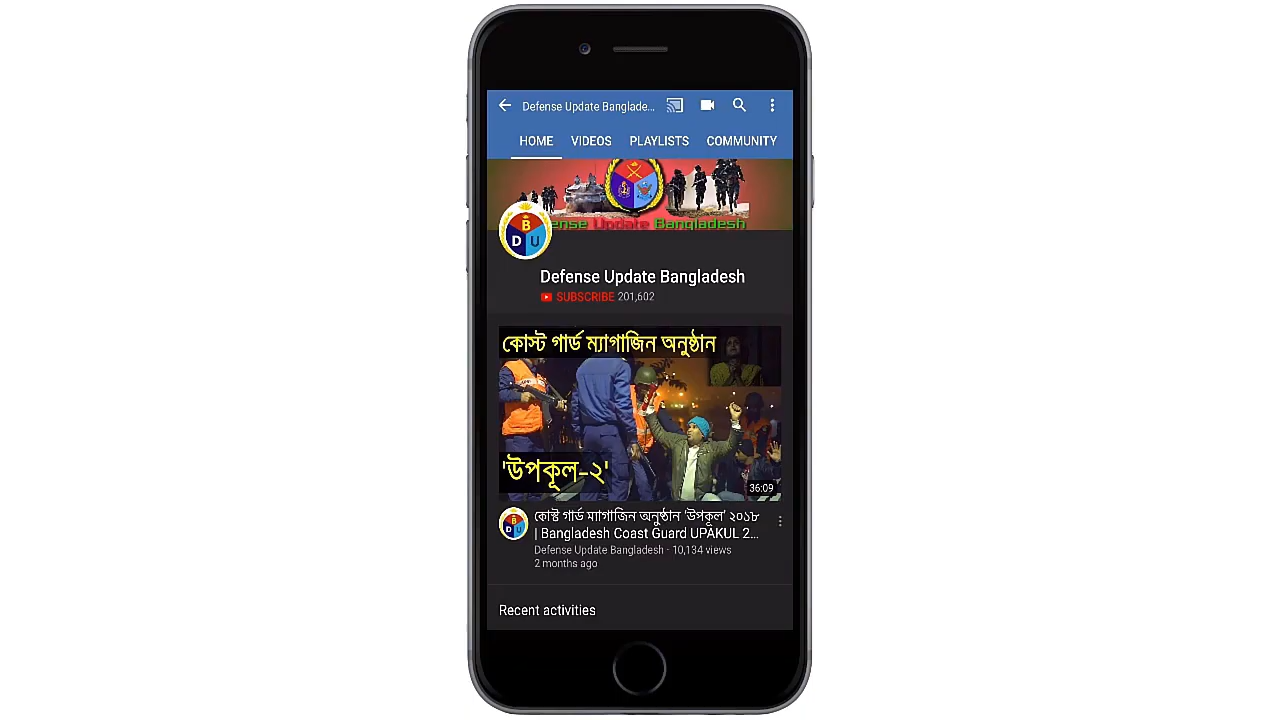 Defense Update Banglade...
HOME VIDEOS PLAYLISTS COMMUNITY
ense Update Bangladesh
B
D U
Defense Update Bangladesh
SUBSCRIBE 201,602
কোস্ট গার্ড ম্যাগাজিন অনুষ্ঠান
'উপকূল-২'
36:09
কোস্ট গার্ড ম্যাগাজিন অনুষ্ঠান 'উপকূল' ২০১৮
| Bangladesh Coast Guard UPAKUL 2...
Defense Update Bangladesh · 10,134 views
2 months ago
Recent activities